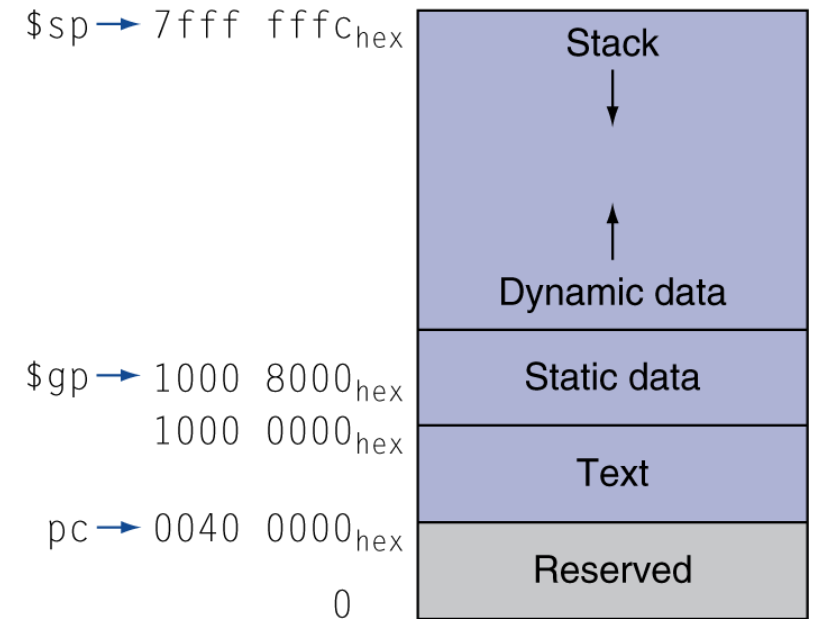 $sp → 7fff fffc hex
Stack
Dynamic data
$gp → 1000 8000 hex
Static data
1000 0000 hex
Text
pc → 0040 0000 hex
Reserved
0